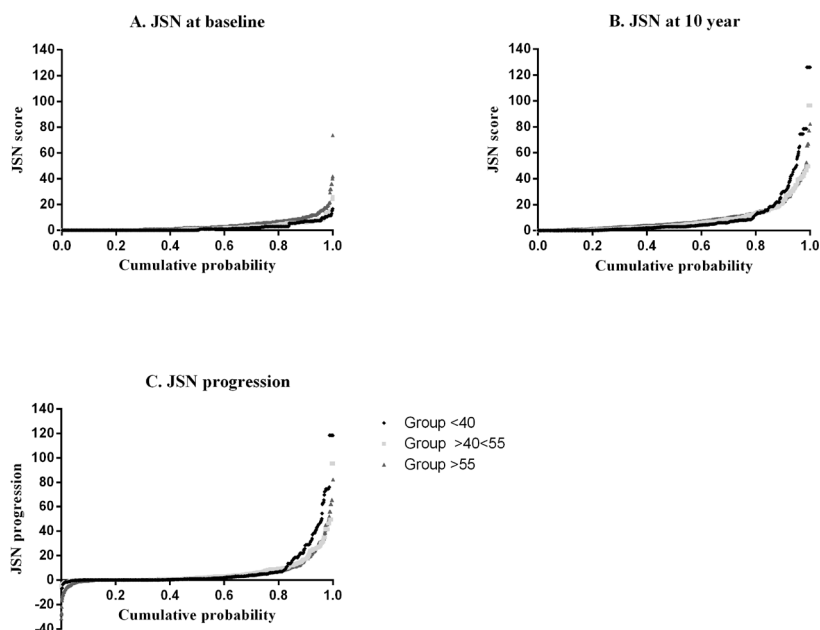 A. JSN at baseline
140
120
100
80
60
40
20
0
JSN score
0.0 0.2 0.4 0.6 0.8 1.0
Cumulative probability
B. JSN at 10 year
140
120
100
80
60
40
20
0
JSN score
0.0 0.2 0.4 0.6 0.8 1.0
Cumulative probability
C. JSN progression
140
120
100
80
60
40
20
0
-20
-40
JSN progression
0.2 0.4 0.6 0.8 1.0
Cumulative probability
Group <40
Group >40<55
Group >55